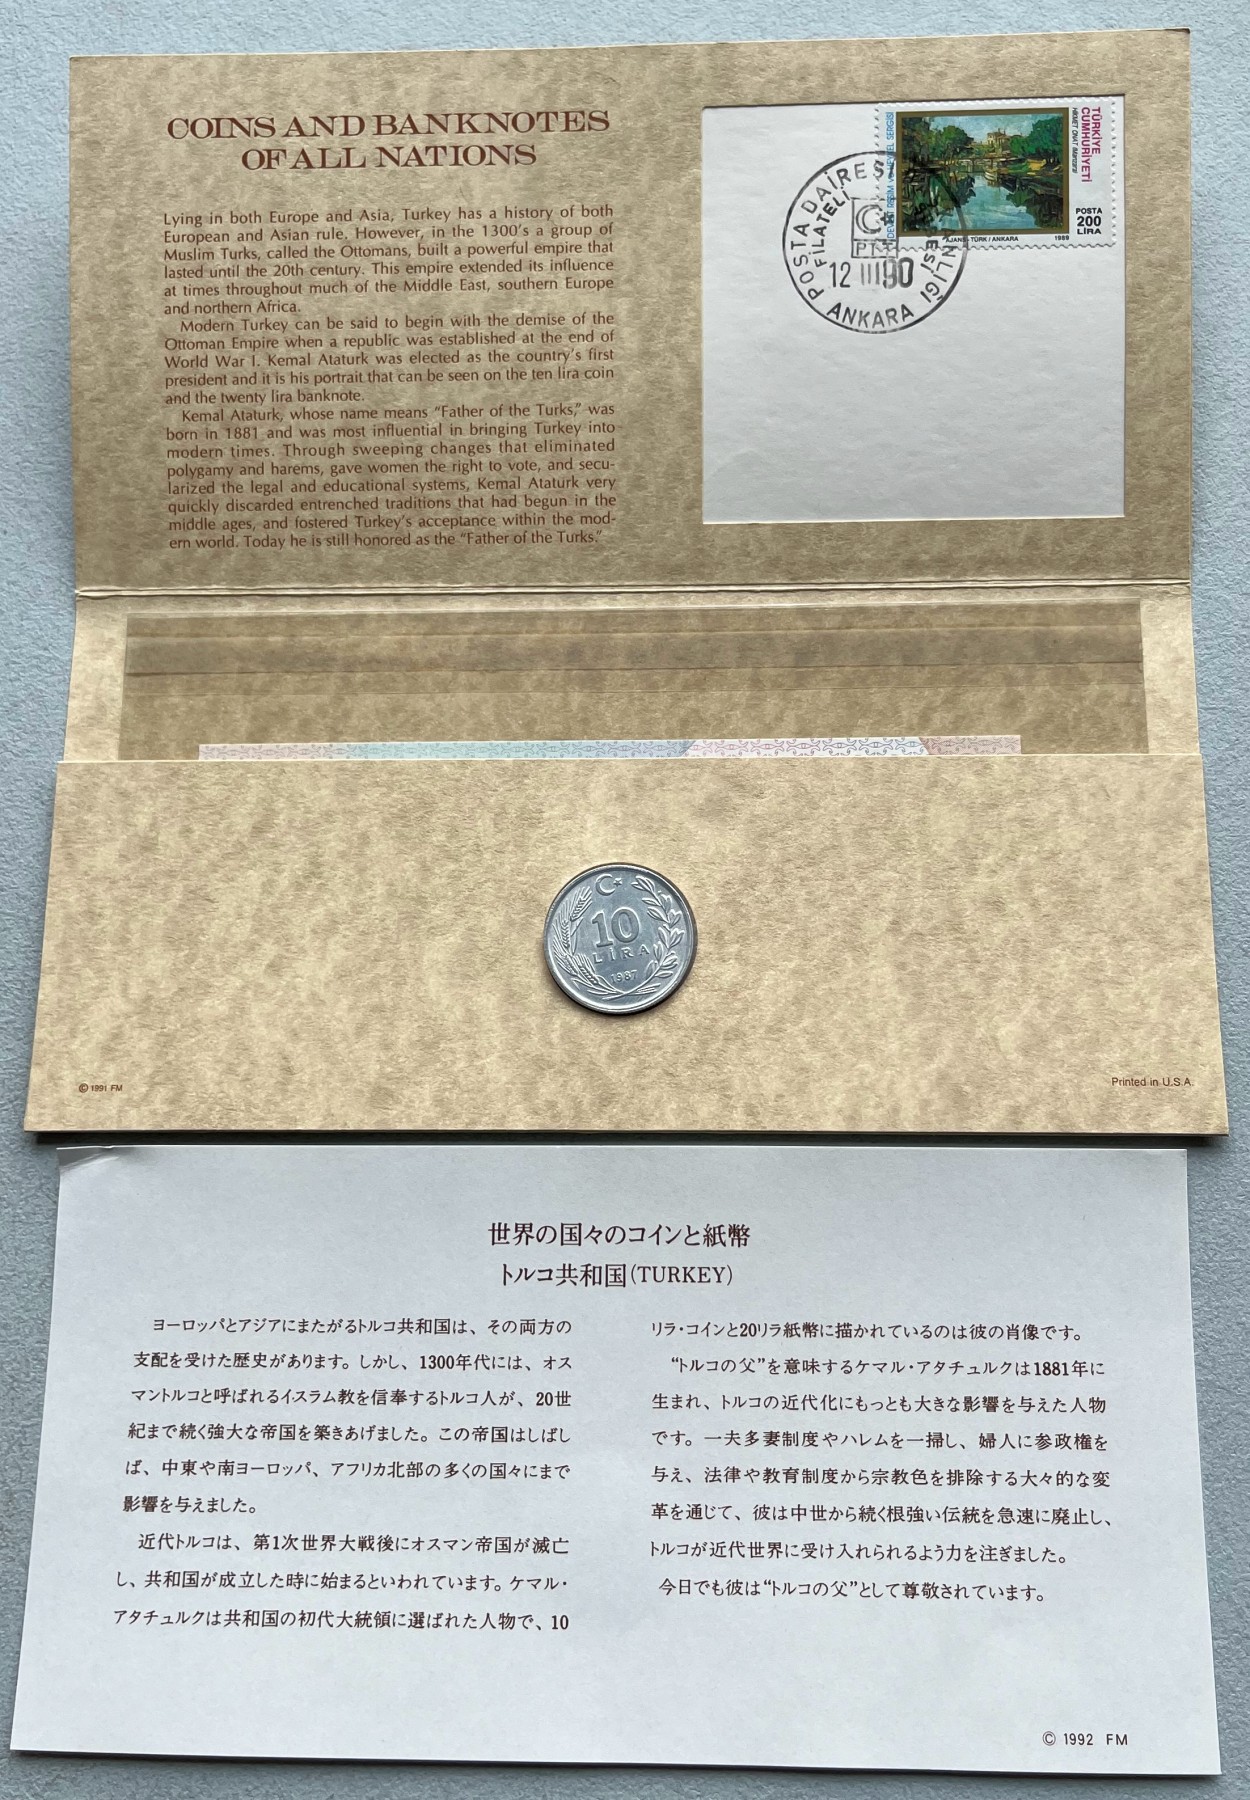 COINS AND BANKNOTES
OF ALL NATIONS
Lying in both Europe and Asia, Turkey has a history of both
European and Asian rule. However, in the 1300's a group of
Muslim Turks, called the Ottomans, built a powerful empire that
lasted until the 20th century. This empire extended its influence
at times throughout much of the Middle East, southern Europe
and northern Africa.
Modern Turkey can be said to begin with the demise of the
Ottoman Empire when a republic was established at the end of
World War I. Kemal Ataturk was elected as the country's first
president and it is his portrait that can be seen on the ten lira coin
and the twenty lira banknote.
Kemal Ataturk, whose name means "Father of the Turks," was
born in 1881 and was most influential in bringing Turkey into
modern times. Through sweeping changes that eliminated
polygamy and harems, gave women the right to vote, and secu-
larized the legal and educational systems, Kemal Ataturk very
quickly discarded entrenched traditions that had begun in the
middle ages, and fostered Turkey's acceptance within the mod-
ern world. Today he is still honored as the "Father of the Turks."
TÜRKİYE
CUMHURİYETİ
HİKMET ONAT (Manzara)
POSTA
200
LİRA
AJANS-TÜRK / ANKARA
1989
POSTA DAİRESİ
FİLATELİ
PTT
12 III 90
ANKARA
10
LİRA
1987
© 1991 FM
Printed in U.S.A.
世界の国々のコインと紙幣
トルコ共和国(TURKEY)
ヨーロッパとアジアにまたがるトルコ共和国は、その両方の
支配を受けた歴史があります。しかし、1300年代には、オス
マントルコと呼ばれるイスラム教を信奉するトルコ人が、20世
紀まで続く強大な帝国を築きあげました。この帝国はしばし
ば、中東や南ヨーロッパ、アフリカ北部の多くの国々にまで
影響を与えました。
近代トルコは、第1次世界大戦後にオスマン帝国が滅亡
し、共和国が成立した時に始まるといわれています。ケマル・
アタチュルクは共和国の初代大統領に選ばれた人物で、10
リラ・コインと20リラ紙幣に描かれているのは彼の肖像です。
“トルコの父”を意味するケマル・アタチュルクは1881年に
生まれ、トルコの近代化にもっとも大きな影響を与えた人物
です。一夫多妻制度やハレムを一掃し、婦人に参政権を
与え、法律や教育制度から宗教色を排除する大々的な変
革を通じて、彼は中世から続く根強い伝統を急速に廃止し、
トルコが近代世界に受け入れられるよう力を注ぎました。
今日でも彼は“トルコの父”として尊敬されています。
© 1992 FM